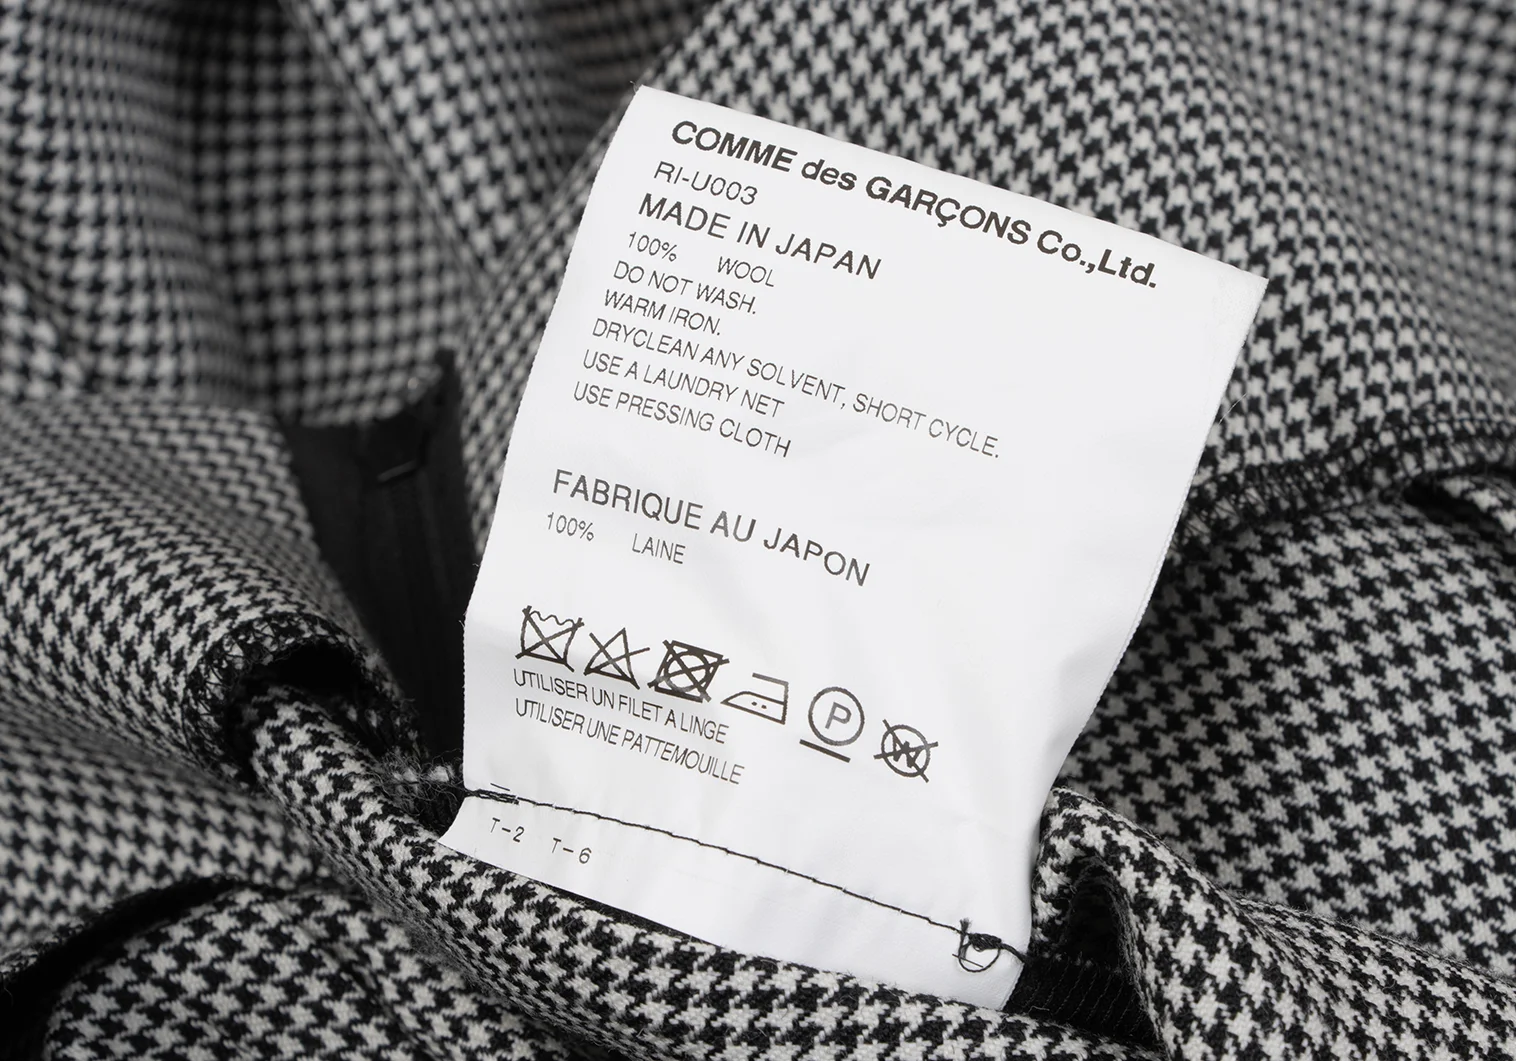 COMME des GARÇONS Co.,Ltd.
RI-U003
MADE IN JAPAN
100% WOOL
DO NOT WASH.
WARM IRON.
DRYCLEAN ANY SOLVENT, SHORT CYCLE.
USE A LAUNDRY NET
USE PRESSING CLOTH
FABRIQUE AU JAPON
100% LAINE
P W
UTILISER UN FILET A LINGE
UTILISER UNE PATTEMOUILLE
T-2 T-6